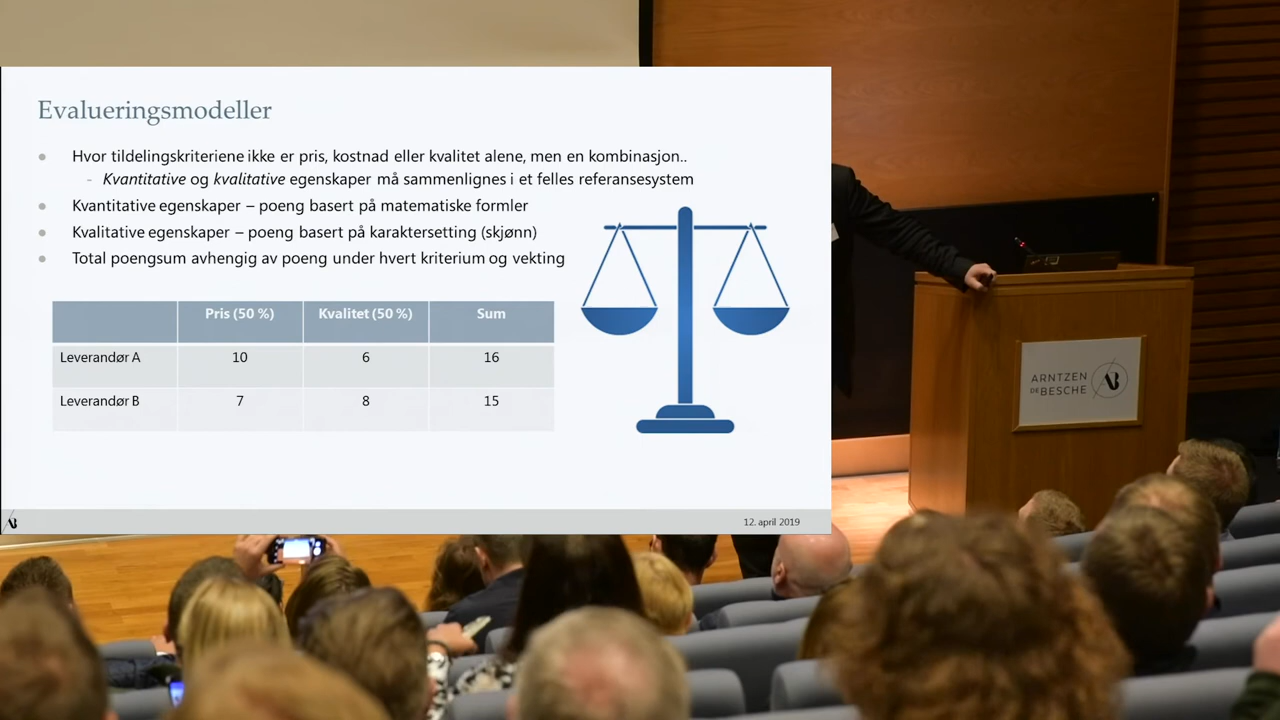 Evalueringsmodeller
Hvor tildelingskriteriene ikke er pris, kostnad eller kvalitet alene, men en kombinasjon..
- Kvantitative og kvalitative egenskaper må sammenlignes i et felles referansesystem
Kvantitative egenskaper – poeng basert på matematiske formler
Kvalitative egenskaper – poeng basert på karaktersetting (skjønn)
Total poengsum avhengig av poeng under hvert kriterium og vekting
Pris (50 %) Kvalitet (50 %) Sum
Leverandør A 10 6 16
Leverandør B 7 8 15
12. april 2019
ARNTZEN
DE BESCHE
AB
AB